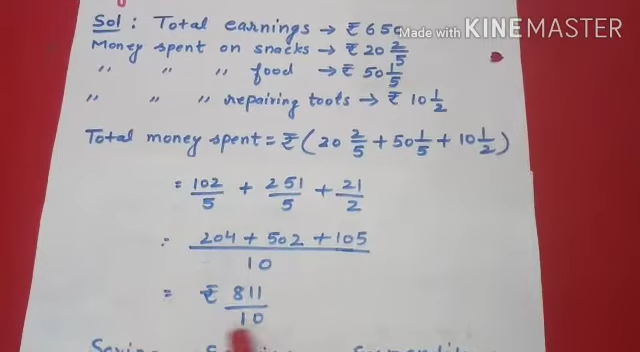 Sol : Total earnings → ₹ 650
Made with KINEMASTER
Money spent on snacks → ₹ 20 2/5
" " " food → ₹ 50 1/5
" " " repairing tools → ₹ 10 1/2
Total money spent = ₹ ( 20 2/5 + 50 1/5 + 10 1/2 )
= 102/5 + 251/5 + 21/2
= 204 + 502 + 105 / 10
= ₹ 811/10